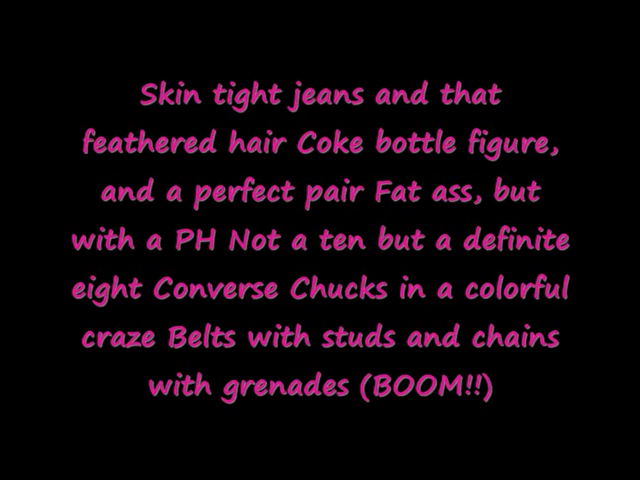 Skin tight jeans and that
feathered hair Coke bottle figure,
and a perfect pair Fat ass, but
with a PH Not a ten but a definite
eight Converse Chucks in a colorful
craze Belts with studs and chains
with grenades (BOOM!!)